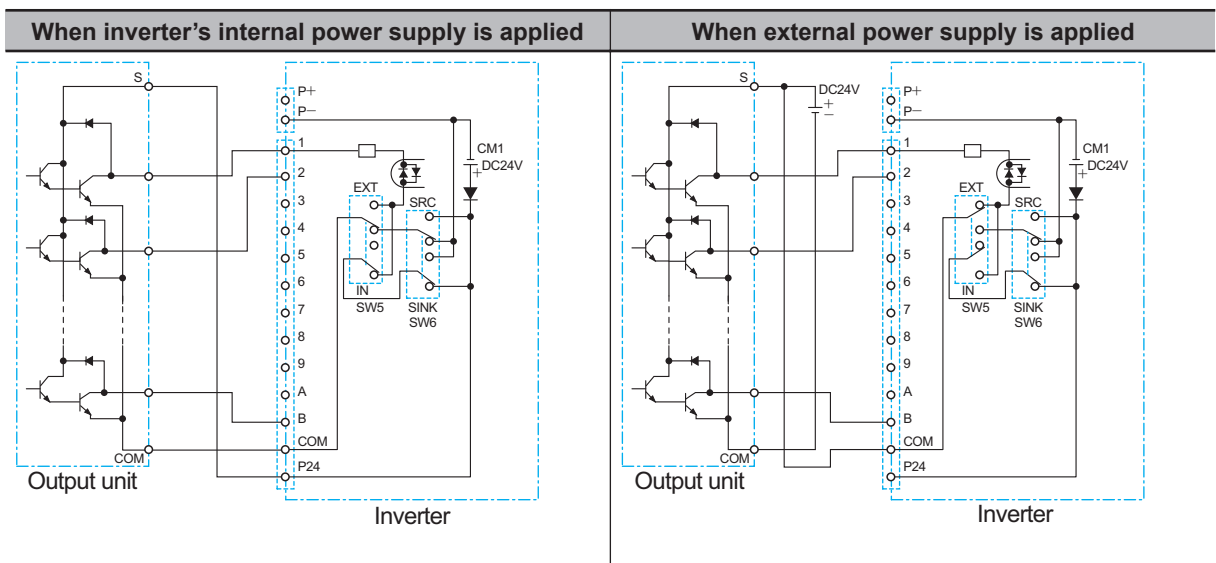 When inverter's internal power supply is applied
When external power supply is applied
S
P+
P−
1
2
3
4
5
6
7
8
9
A
B
COM
P24
EXT
IN
SW5
SRC
SINK
SW6
CM1
DC24V
+
COM
Output unit
Inverter
S
DC24V
+
−
P+
P−
1
2
3
4
5
6
7
8
9
A
B
COM
P24
EXT
IN
SW5
SRC
SINK
SW6
CM1
DC24V
+
COM
Output unit
Inverter